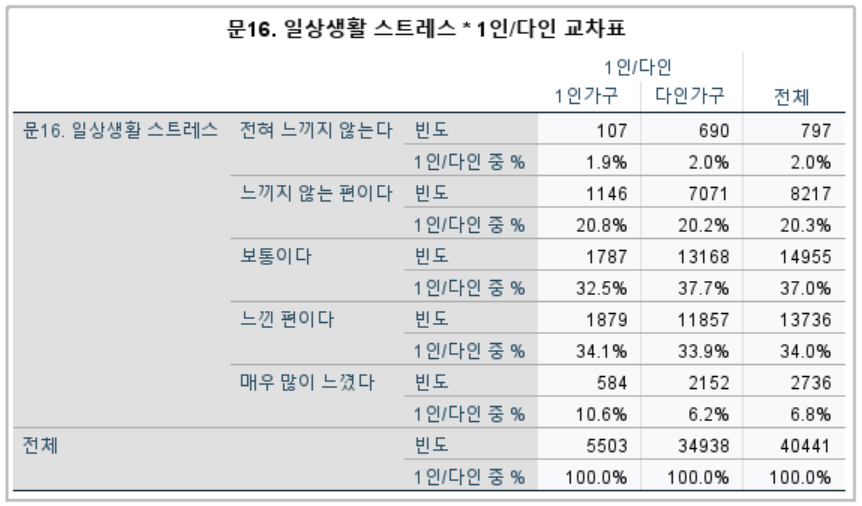 문16. 일상생활 스트레스 * 1인/다인 교차표
1인/다인
1인가구 다인가구 전체
문16. 일상생활 스트레스 전혀 느끼지 않는다 빈도 107 690 797
1인/다인 중 % 1.9% 2.0% 2.0%
느끼지 않는 편이다 빈도 1146 7071 8217
1인/다인 중 % 20.8% 20.2% 20.3%
보통이다 빈도 1787 13168 14955
1인/다인 중 % 32.5% 37.7% 37.0%
느낀 편이다 빈도 1879 11857 13736
1인/다인 중 % 34.1% 33.9% 34.0%
매우 많이 느꼈다 빈도 584 2152 2736
1인/다인 중 % 10.6% 6.2% 6.8%
전체 빈도 5503 34938 40441
1인/다인 중 % 100.0% 100.0% 100.0%